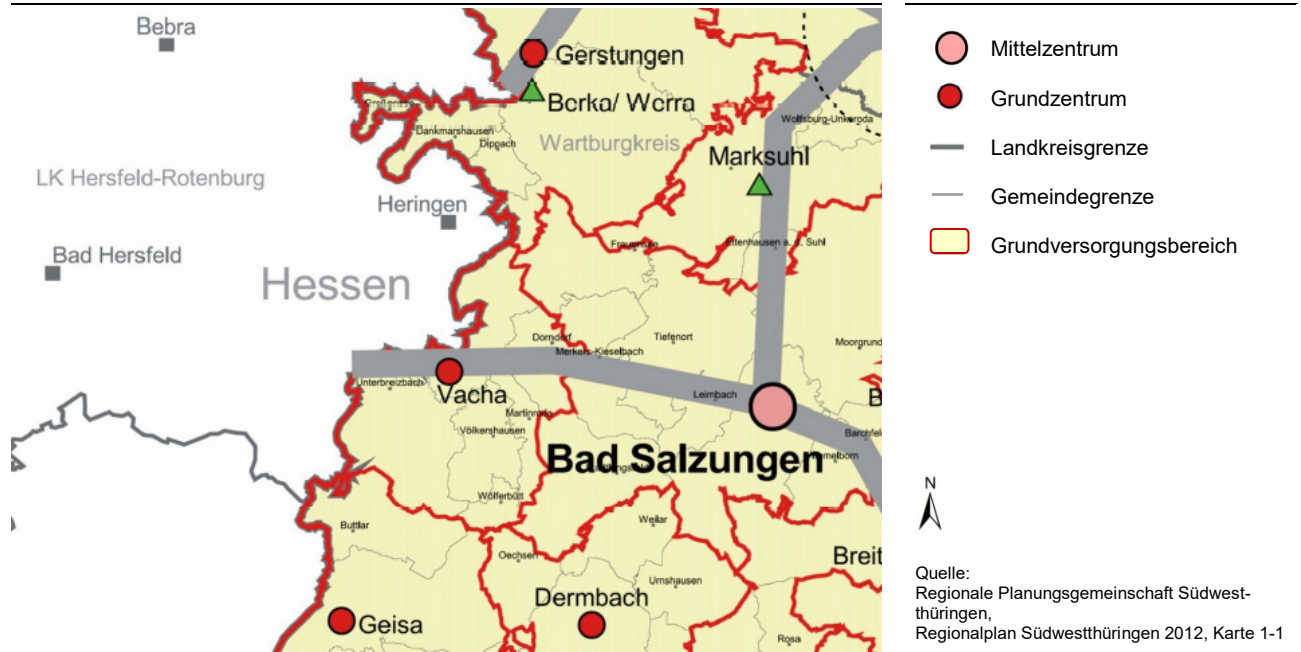 Bebra
Gerstungen
Berka/ Werra
Dankmarshausen
Dippach
Wartburgkreis
Wolfsburg-Unkeroda
Marksuhl
LK Hersfeld-Rotenburg
Heringen
Bad Hersfeld
Frauensee
Ettenhausen a. d. Suhl
Hessen
Dorndorf
Tiefenort
Merkers-Kieselbach
Moorgrund
Unterbreizbach
Vacha
Leimbach
B
Martinroda
Völkershausen
Barchfel
Bad Salzungen
Wölferbütt
Buttlar
Weilar
Oechsen
Breit
Urnshausen
Dermbach
Geisa
Rosa
Mittelzentrum
Grundzentrum
Landkreisgrenze
Gemeindegrenze
Grundversorgungsbereich
N
Quelle:
Regionale Planungsgemeinschaft Südwest-
thüringen,
Regionalplan Südwestthüringen 2012, Karte 1-1